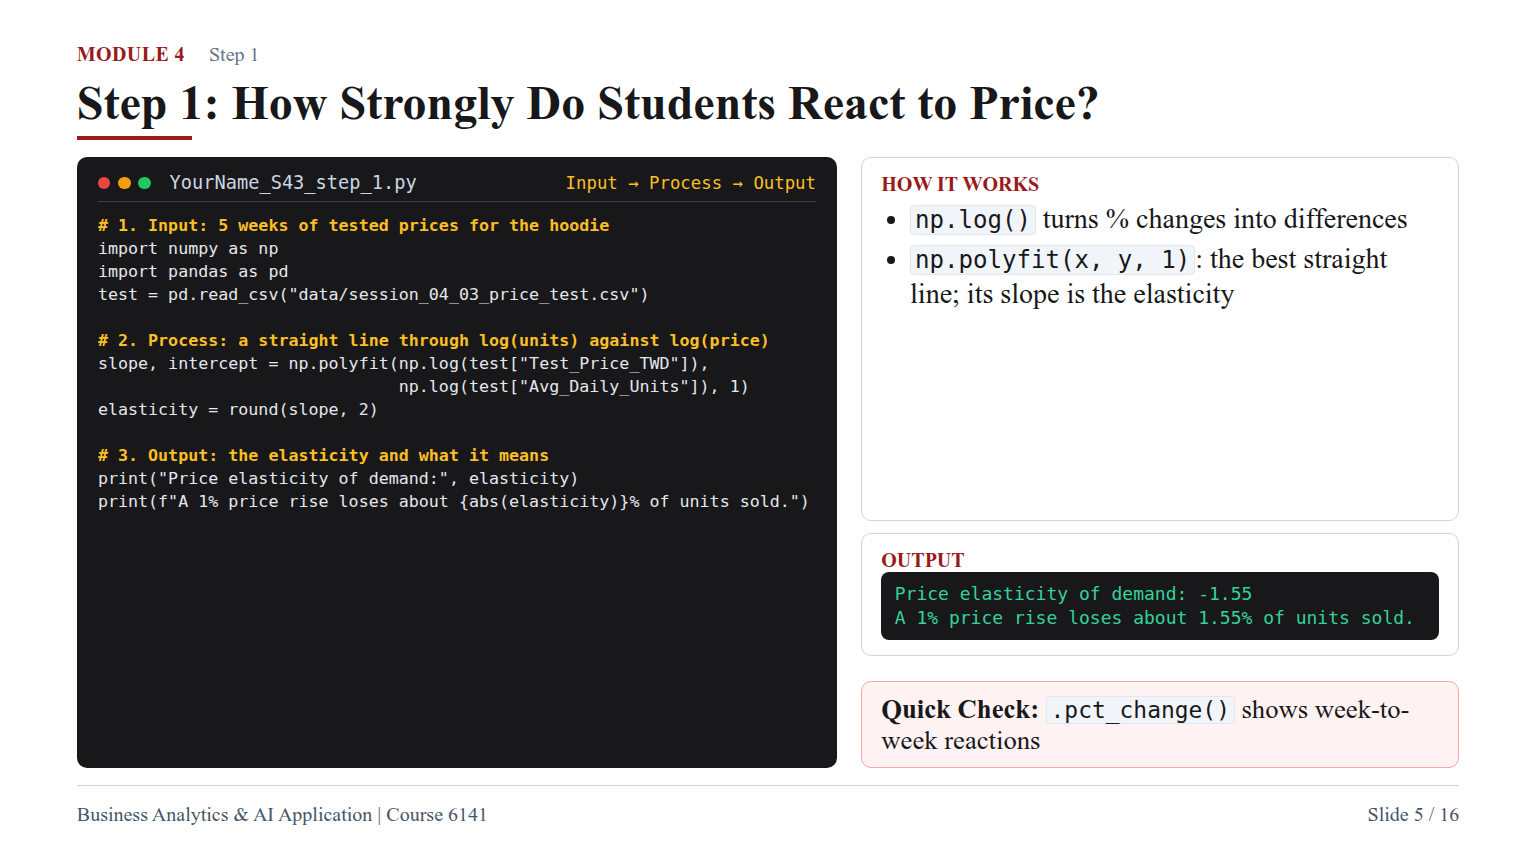 MODULE 4 Step 1
Step 1: How Strongly Do Students React to Price?
YourName_S43_step_1.py Input → Process → Output
# 1. Input: 5 weeks of tested prices for the hoodie
import numpy as np
import pandas as pd
test = pd.read_csv("data/session_04_03_price_test.csv")
# 2. Process: a straight line through log(units) against log(price)
slope, intercept = np.polyfit(np.log(test["Test_Price_TWD"]),
np.log(test["Avg_Daily_Units"]), 1)
elasticity = round(slope, 2)
# 3. Output: the elasticity and what it means
print("Price elasticity of demand:", elasticity)
print(f"A 1% price rise loses about {abs(elasticity)}% of units sold.")
HOW IT WORKS
• np.log() turns % changes into differences
• np.polyfit(x, y, 1): the best straight
line; its slope is the elasticity
OUTPUT
Price elasticity of demand: -1.55
A 1% price rise loses about 1.55% of units sold.
Quick Check: .pct_change() shows week-to-
week reactions
Business Analytics & AI Application | Course 6141
Slide 5 / 16